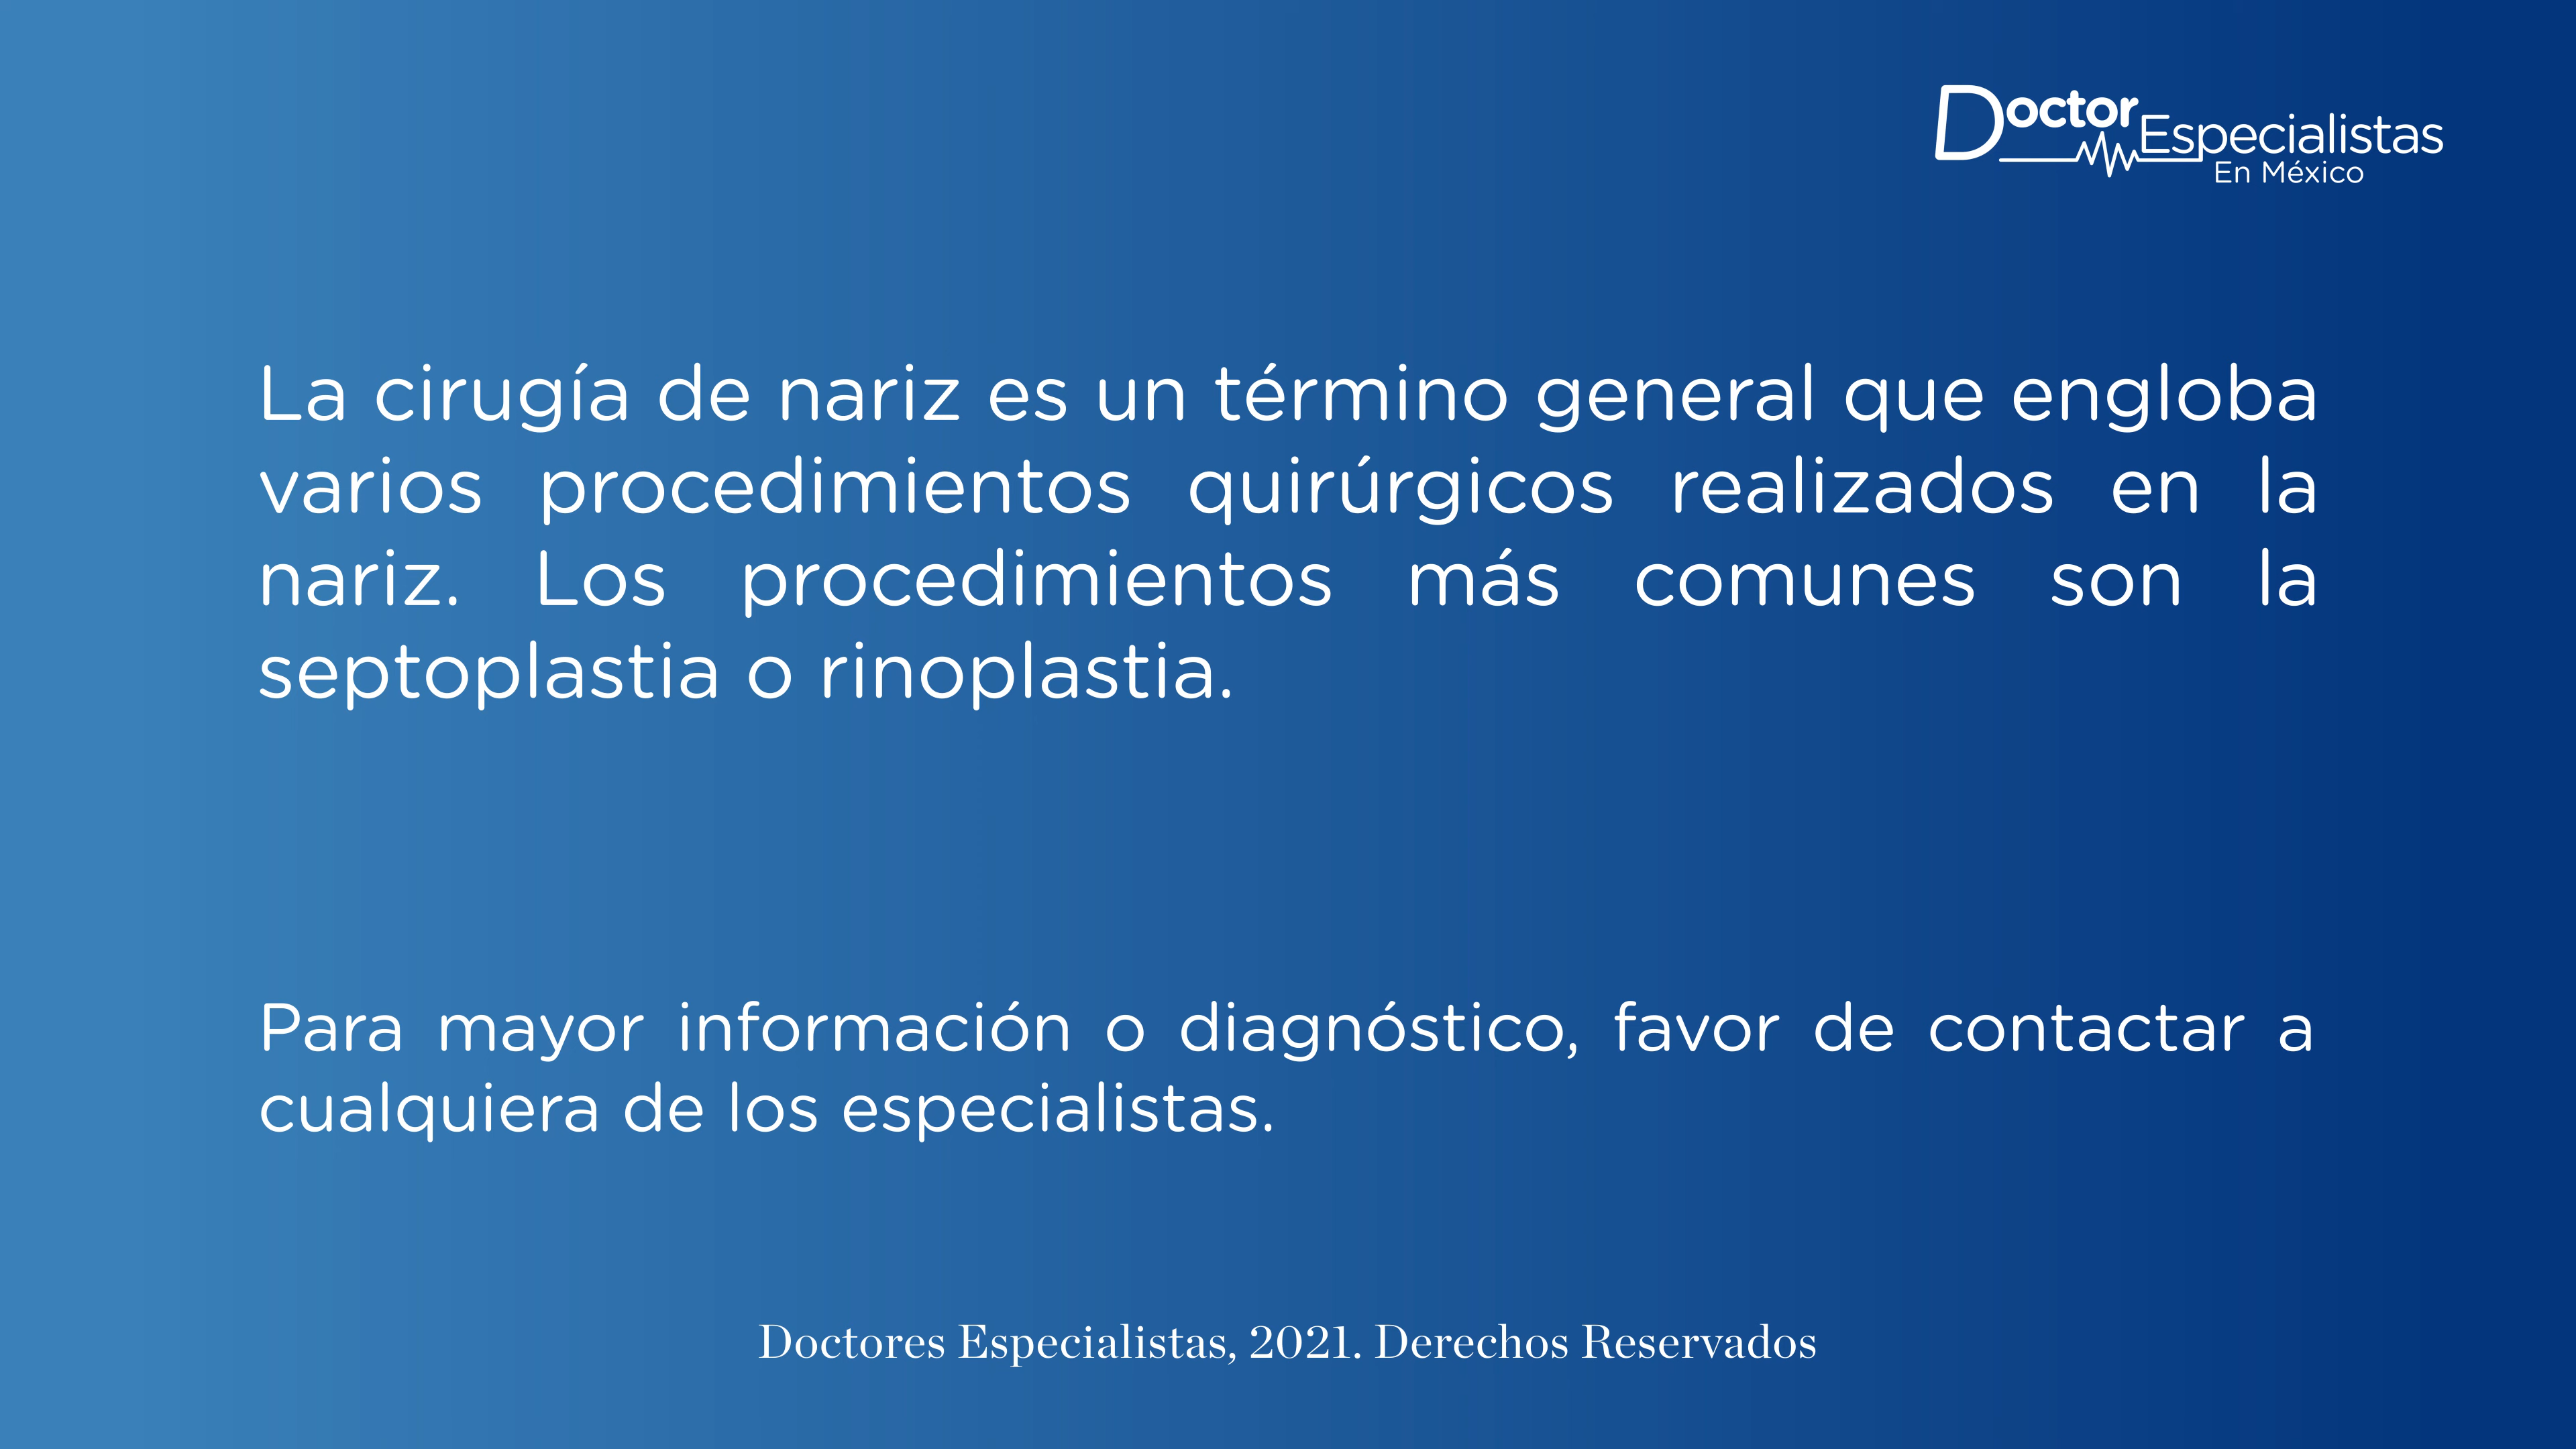 Doctor Especialistas
En México
La cirugía de nariz es un término general que engloba
varios procedimientos quirúrgicos realizados en la
nariz. Los procedimientos más comunes son la
septoplastia o rinoplastia.
Para mayor información o diagnóstico, favor de contactar a
cualquiera de los especialistas.
Doctores Especialistas, 2021. Derechos Reservados